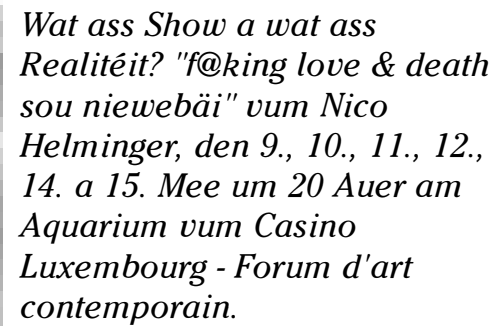 Wat ass Show a wat ass
Realitéit? "f@king love & death
sou niewebäi" vum Nico
Helminger, den 9., 10., 11., 12.,
14. a 15. Mee um 20 Auer am
Aquarium vum Casino
Luxembourg - Forum d'art
contemporain.